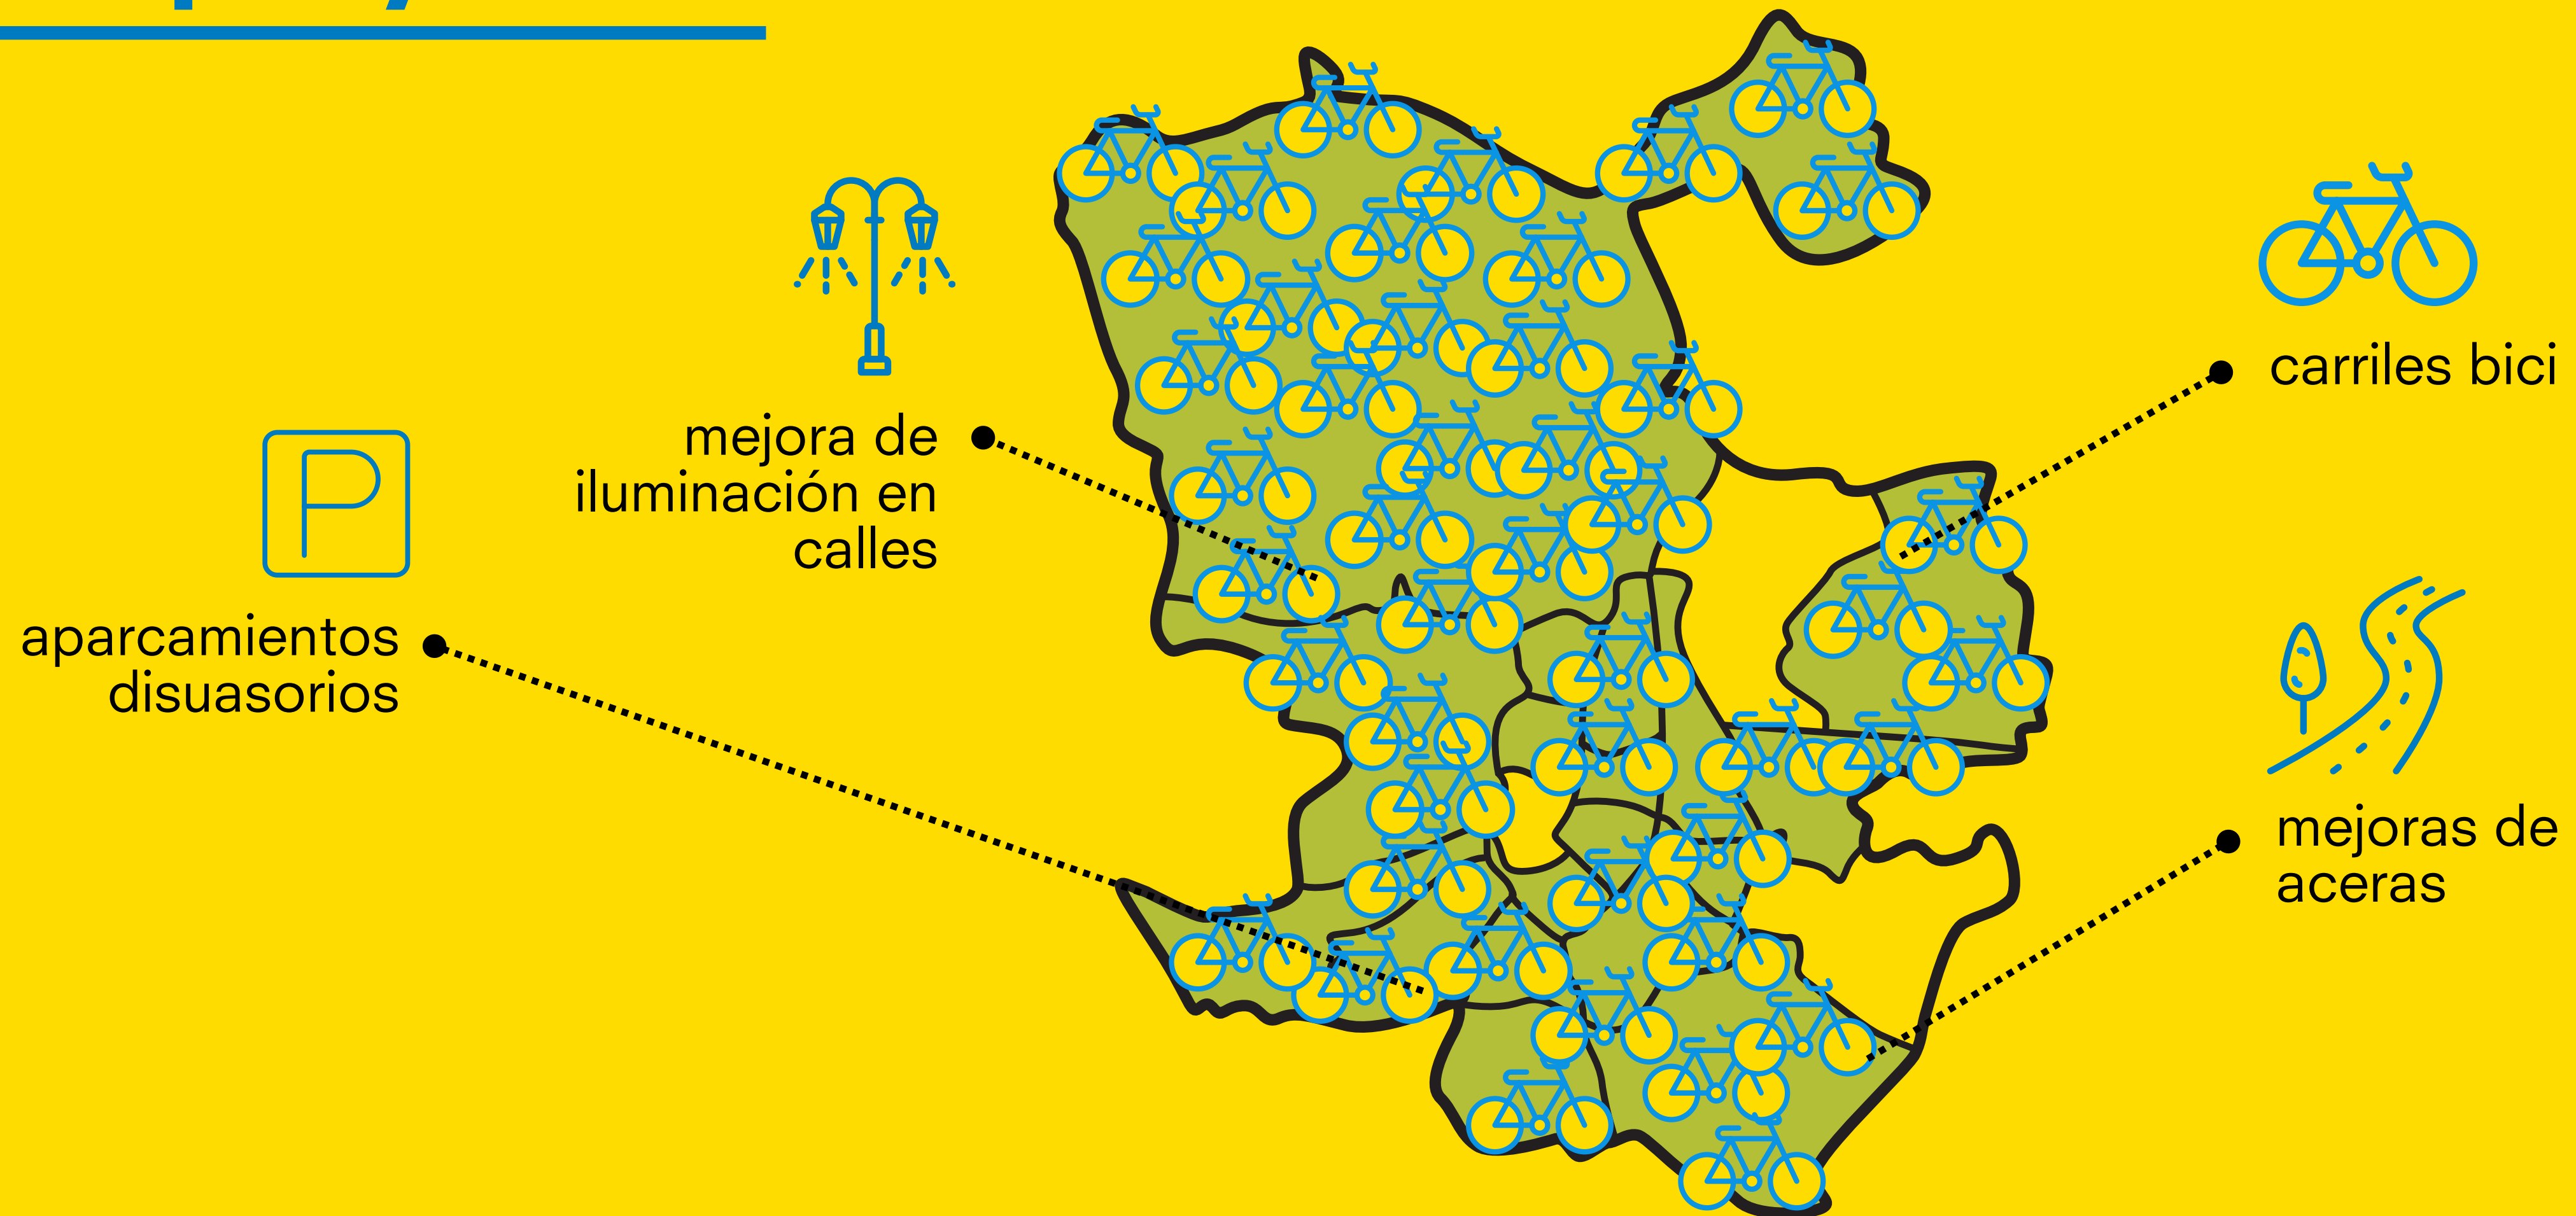 mejora de
iluminación en
calles
aparcamientos
disuasorios
carriles bici
mejoras de
aceras
P